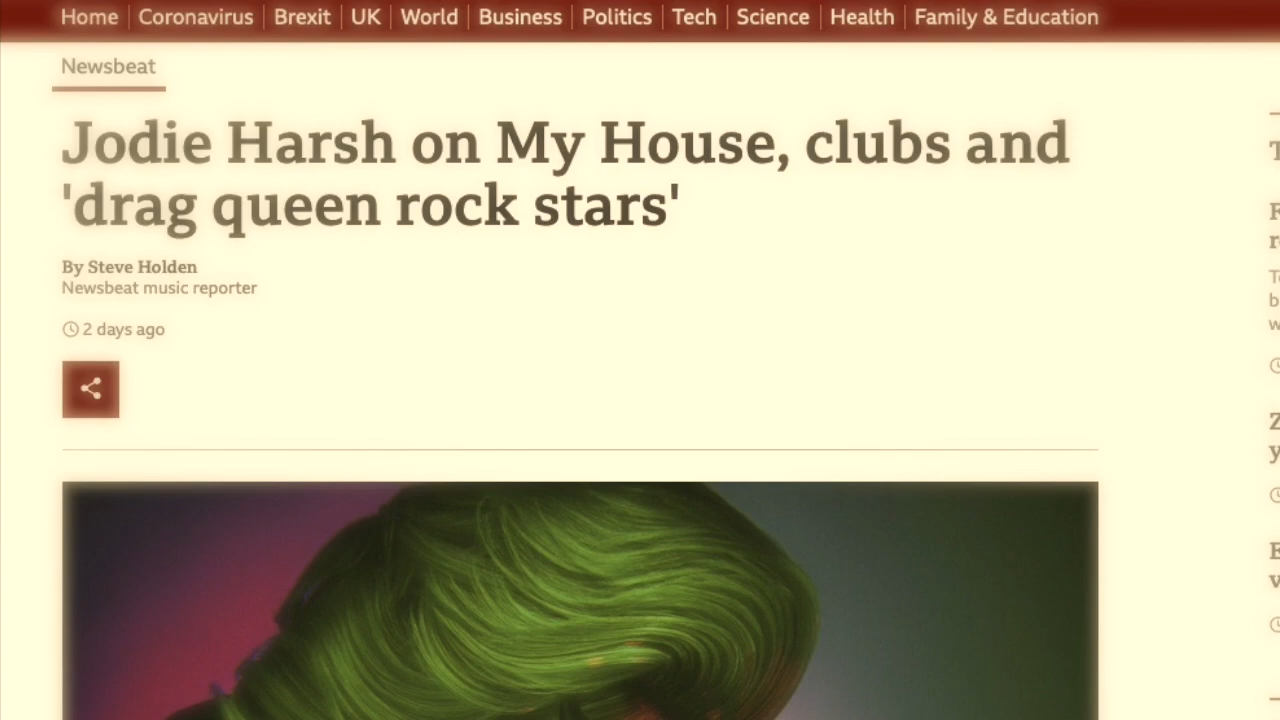 Home Coronavirus Brexit UK World Business Politics Tech Science Health Family & Education
Newsbeat
Jodie Harsh on My House, clubs and
'drag queen rock stars'
By Steve Holden
Newsbeat music reporter
2 days ago